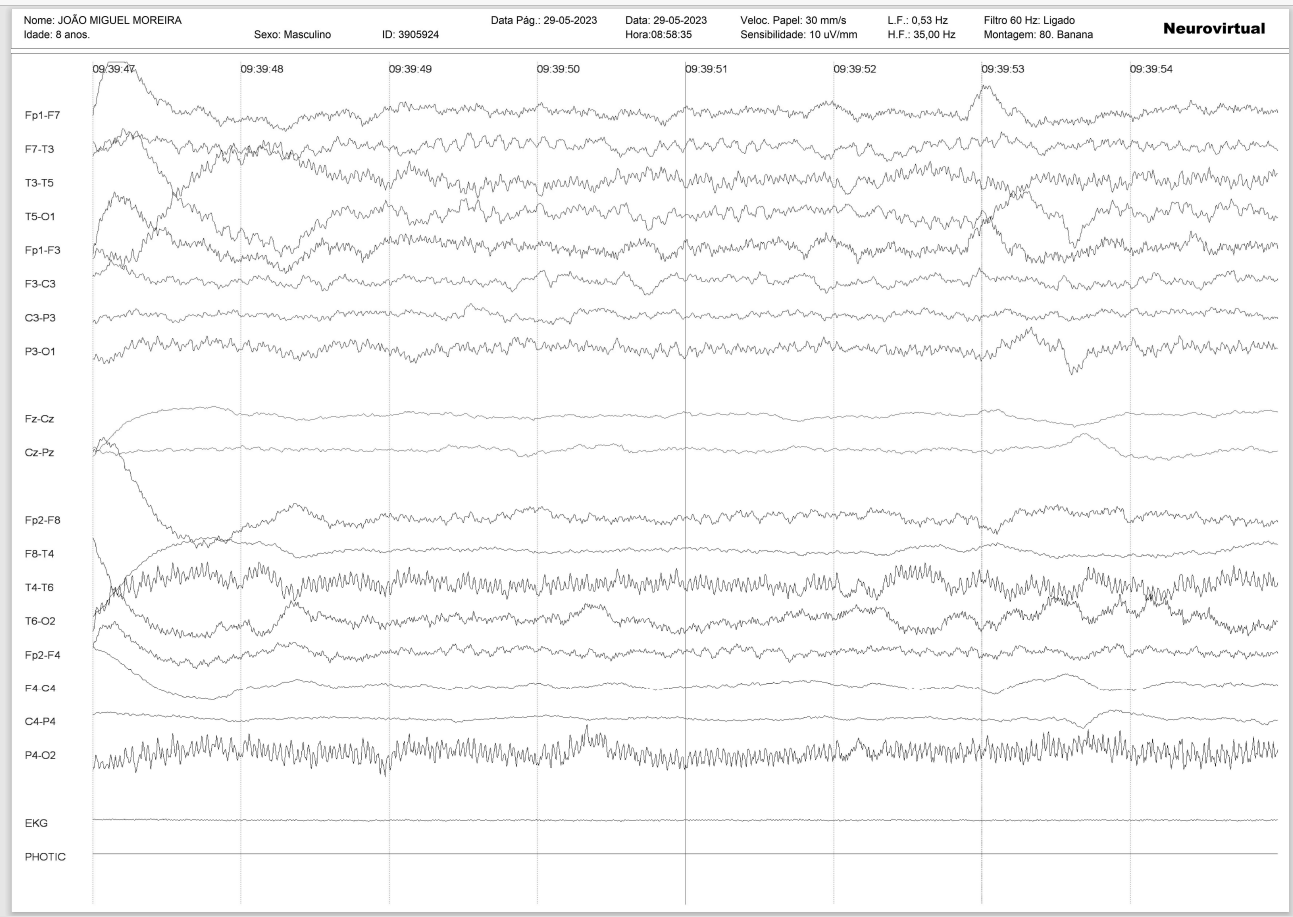 Nome: JOÃO MIGUEL MOREIRA Data Pág.: 29-05-2023 Data: 29-05-2023 Veloc. Papel: 30 mm/s L.F.: 0,53 Hz Filtro 60 Hz: Ligado
Idade: 8 anos. Sexo: Masculino ID: 3905924 Hora:08:58:35 Sensibilidade: 10 uV/mm H.F.: 35,00 Hz Montagem: 80. Banana
Neurovirtual
09:39:47 09:39:48 09:39:49 09:39:50 09:39:51 09:39:52 09:39:53 09:39:54
Fp1-F7
F7-T3
T3-T5
T5-O1
Fp1-F3
F3-C3
C3-P3
P3-O1
Fz-Cz
Cz-Pz
Fp2-F8
F8-T4
T4-T6
T6-O2
Fp2-F4
F4-C4
C4-P4
P4-O2
EKG
PHOTIC